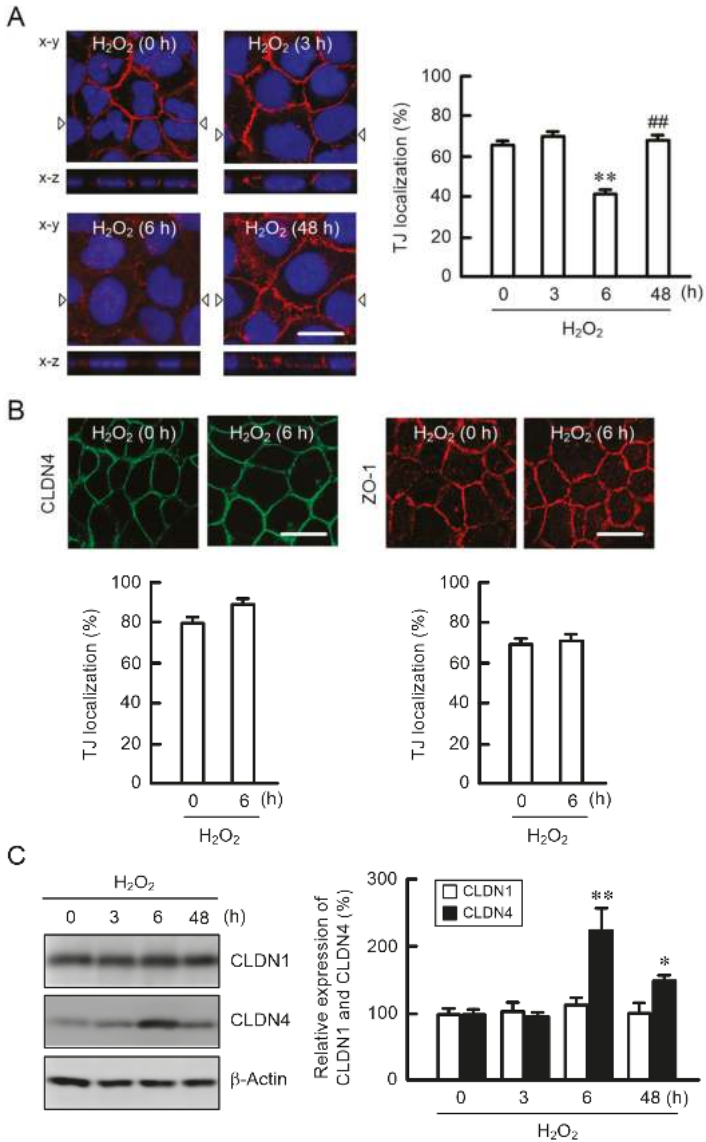 A
x-y
H₂O₂ (0 h)
H₂O₂ (3 h)
x-z
x-y
H₂O₂ (6 h)
H₂O₂ (48 h)
x-z
TJ localization (%)
100
80
60
40
20
0
**
##
0 3 6 48 (h)
H₂O₂
B
CLDN4
H₂O₂ (0 h)
H₂O₂ (6 h)
ZO-1
H₂O₂ (0 h)
H₂O₂ (6 h)
TJ localization (%)
100
80
60
40
20
0
0 6 (h)
H₂O₂
TJ localization (%)
100
80
60
40
20
0
0 6 (h)
H₂O₂
C
H₂O₂
0 3 6 48 (h)
CLDN1
CLDN4
β-Actin
Relative expression of
CLDN1 and CLDN4 (%)
300
200
100
0
CLDN1
CLDN4
**
*
0 3 6 48 (h)
H₂O₂